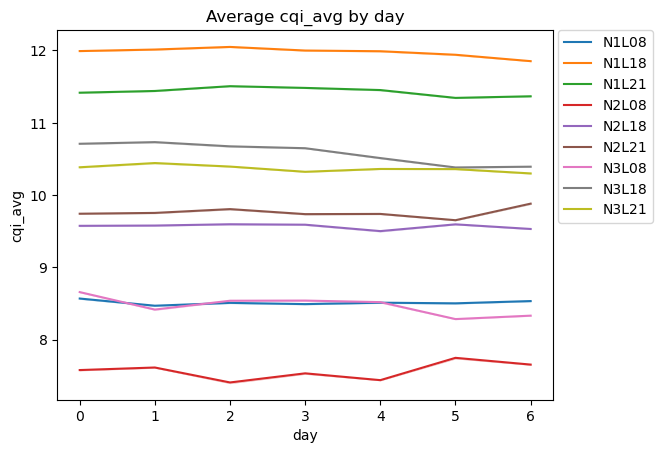 Average cqi_avg by day
cqi_avg
12
11
10
9
8
0 1 2 3 4 5 6
day
N1L08
N1L18
N1L21
N2L08
N2L18
N2L21
N3L08
N3L18
N3L21